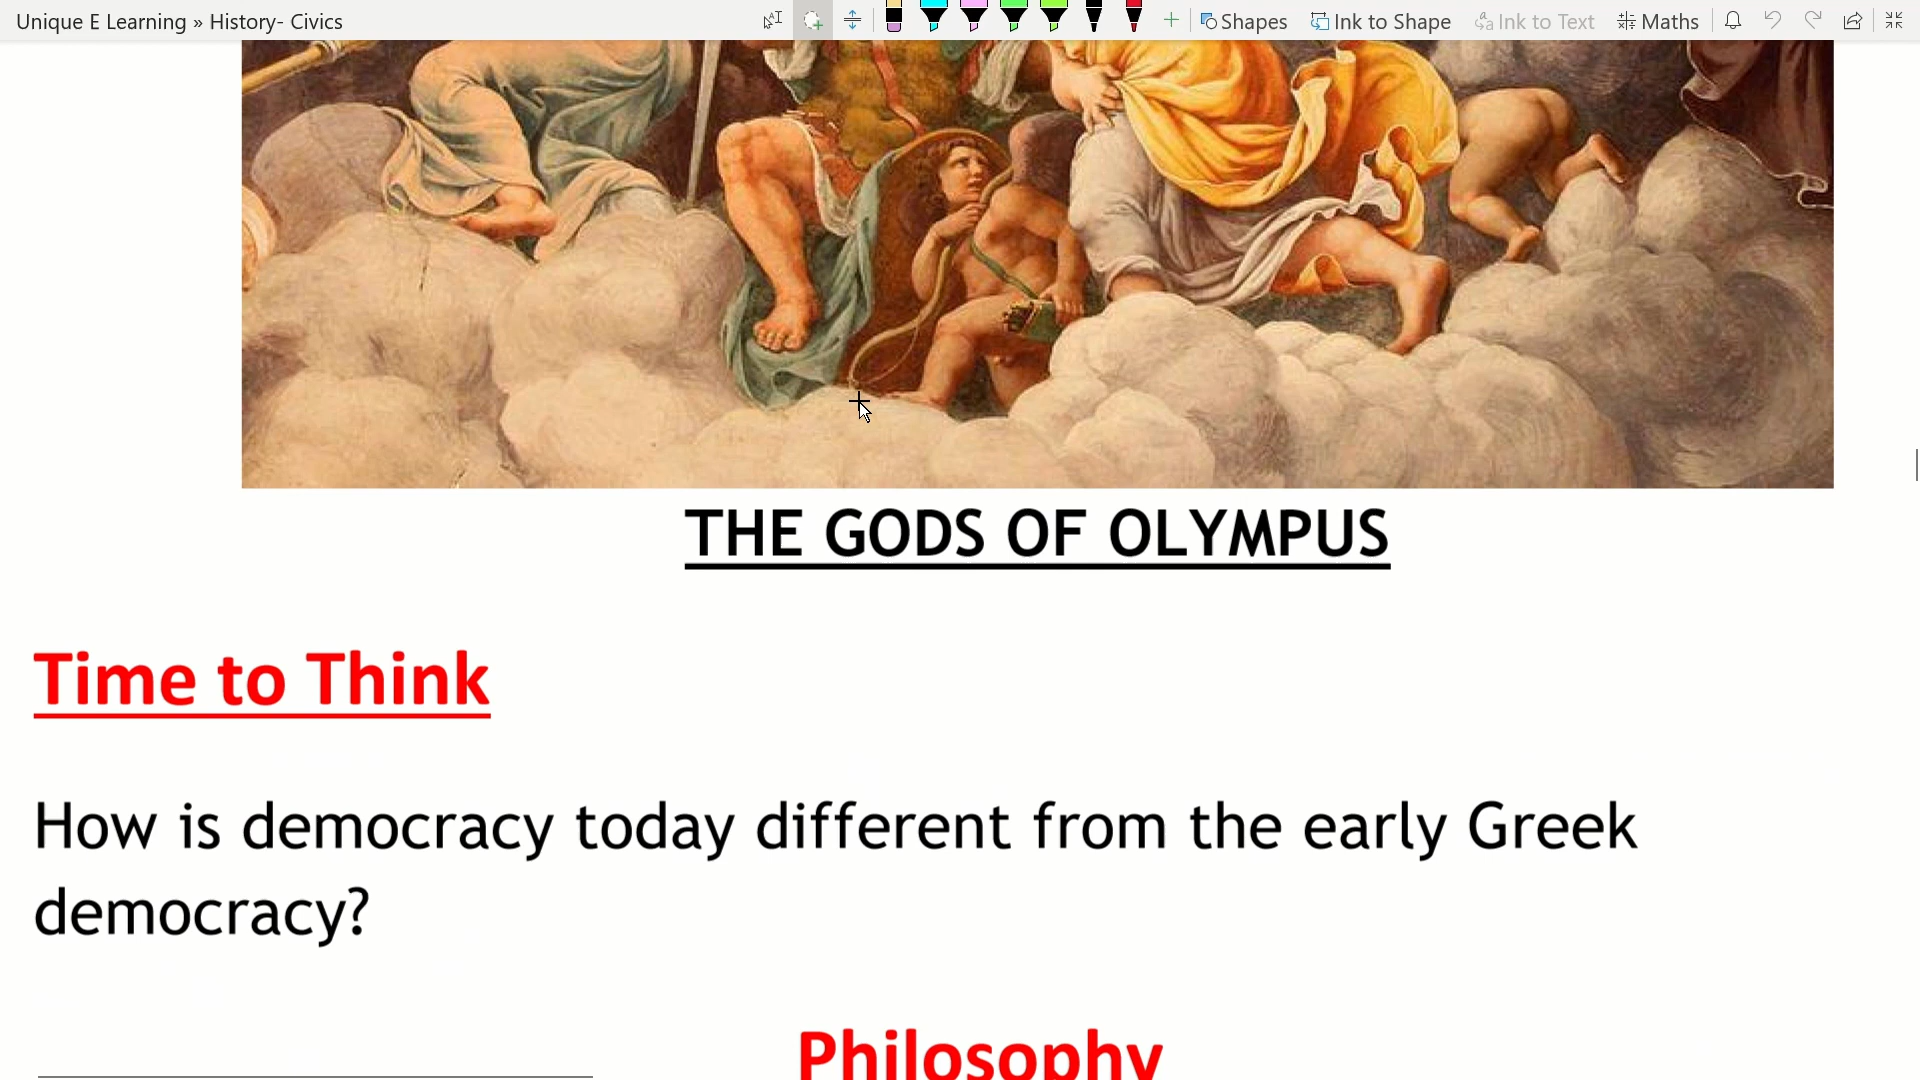 Unique E Learning » History- Civics
Shapes
Ink to Shape
Ink to Text
Maths
THE GODS OF OLYMPUS
Time to Think
How is democracy today different from the early Greek
democracy?
Philosophy